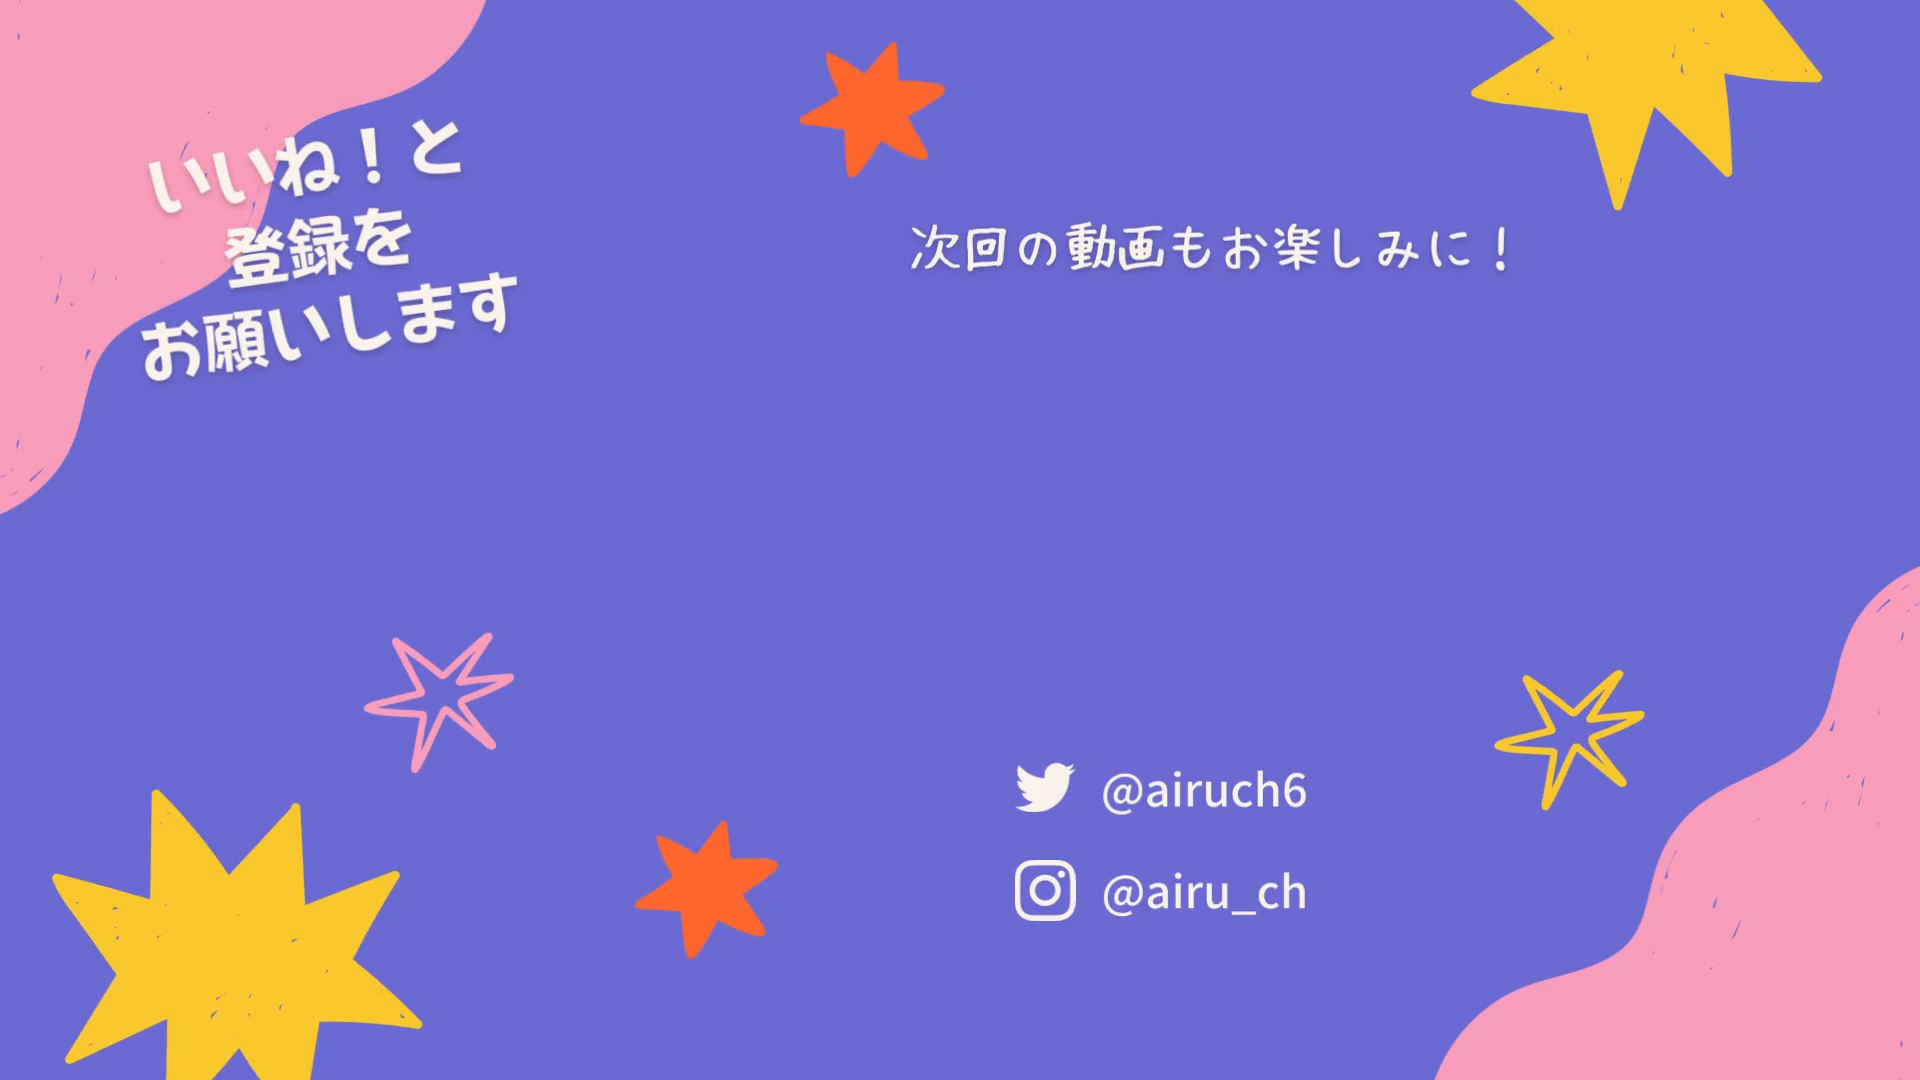 いいね！と
登録を
お願いします
次回の動画もお楽しみに！
@airuch6
@airu_ch